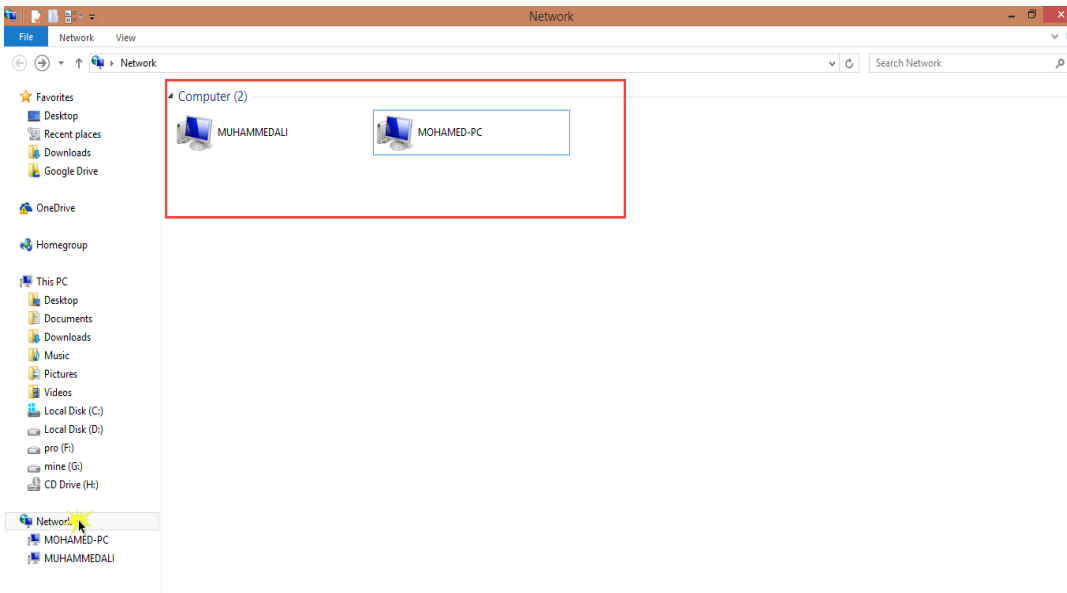 Network
File Network View
Network
Search Network
Favorites
Desktop
Recent places
Downloads
Google Drive
OneDrive
Homegroup
This PC
Desktop
Documents
Downloads
Music
Pictures
Videos
Local Disk (C:)
Local Disk (D:)
pro (F:)
mine (G:)
CD Drive (H:)
Network
MOHAMED-PC
MUHAMMEDALI
Computer (2)
MUHAMMEDALI MOHAMED-PC